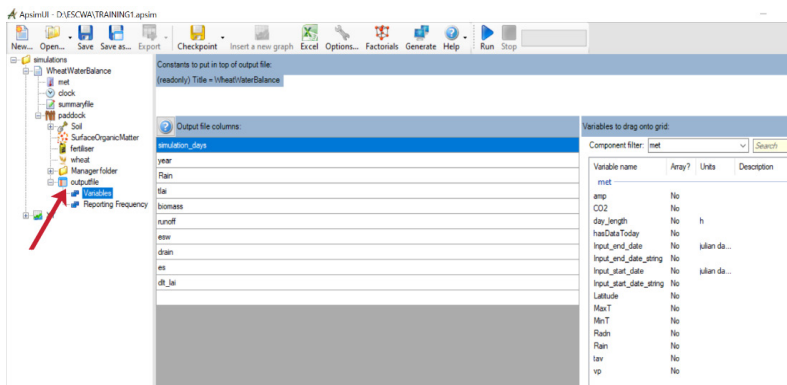 ApsimUI - D:\ESCWA\TRAINING1.apsim
New... Open... Save Save as... Export Checkpoint Insert a new graph Excel Options... Factorials Generate Help Run Stop
simulations
WheatWaterBalance
met
clock
summaryfile
paddock
Soil
SurfaceOrganicMatter
fertiliser
wheat
Manager folder
outputfile
Variables
Reporting Frequency
Constants to put in top of output file:
(readonly) Title = WheatWaterBalance
Output file columns:
simulation_days
year
Rain
tlai
biomass
runoff
esw
drain
es
dlt_lai
Variables to drag onto grid:
Component filter: met Search
Variable name Array? Units Description
met
amp No
CO2 No
day_length No h
hasDataToday No
Input_end_date No julian da...
Input_end_date_string No
Input_start_date No julian da...
Input_start_date_string No
Latitude No
MaxT No
MinT No
Radn No
Rain No
tav No
vp No